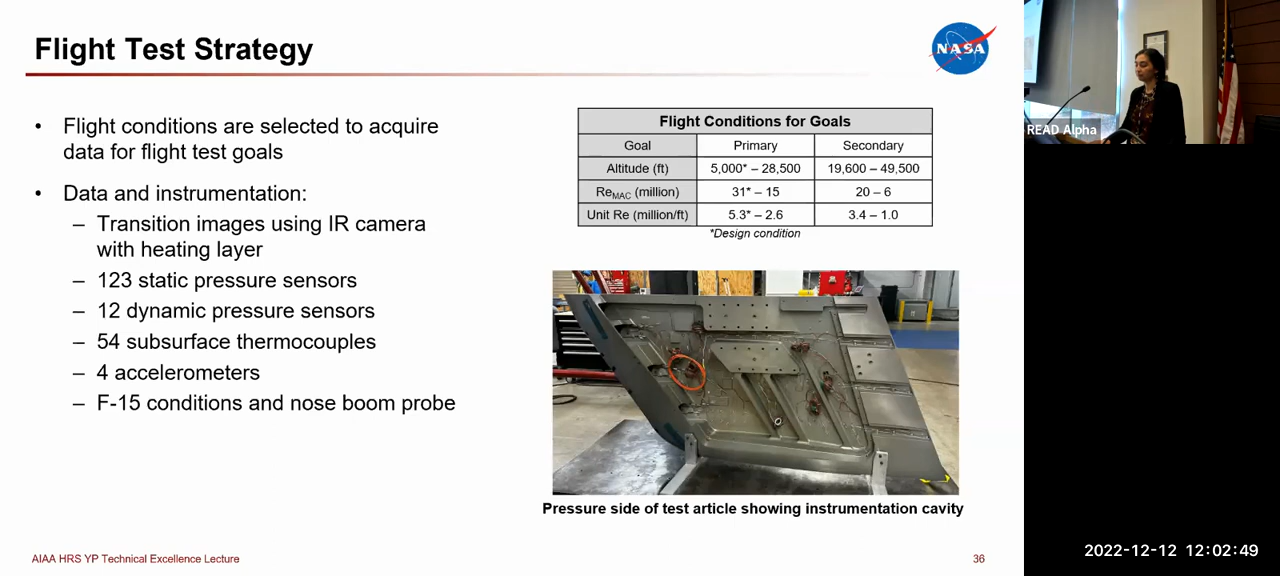 Flight Test Strategy
NASA
• Flight conditions are selected to acquire
data for flight test goals
• Data and instrumentation:
– Transition images using IR camera
with heating layer
– 123 static pressure sensors
– 12 dynamic pressure sensors
– 54 subsurface thermocouples
– 4 accelerometers
– F-15 conditions and nose boom probe
Flight Conditions for Goals
Goal Primary Secondary
Altitude (ft) 5,000* – 28,500 19,600 – 49,500
ReMAC (million) 31* – 15 20 – 6
Unit Re (million/ft) 5.3* – 2.6 3.4 – 1.0
*Design condition
Pressure side of test article showing instrumentation cavity
AIAA HRS YP Technical Excellence Lecture
36
READ Alpha
2022-12-12 12:02:49